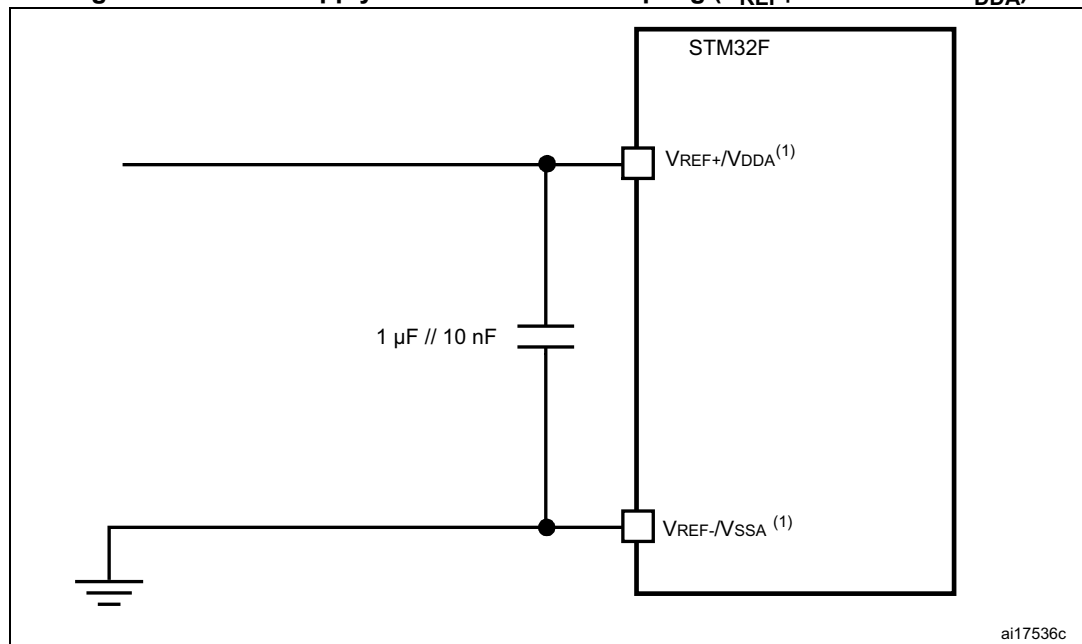 STM32F
VREF+/VDDA(1)
1 µF // 10 nF
VREF-/VSSA (1)
ai17536c